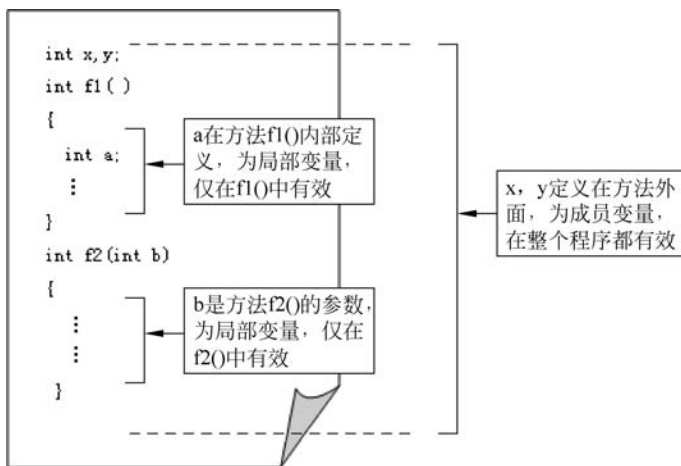 int x,y;
int f1( )
{
int a;
⋮
}
int f2(int b)
{
⋮
⋮
}
a在方法f1()内部定
义，为局部变量，
仅在f1()中有效
b是方法f2()的参数，
为局部变量，仅在
f2()中有效
x，y定义在方法外
面，为成员变量，
在整个程序都有效